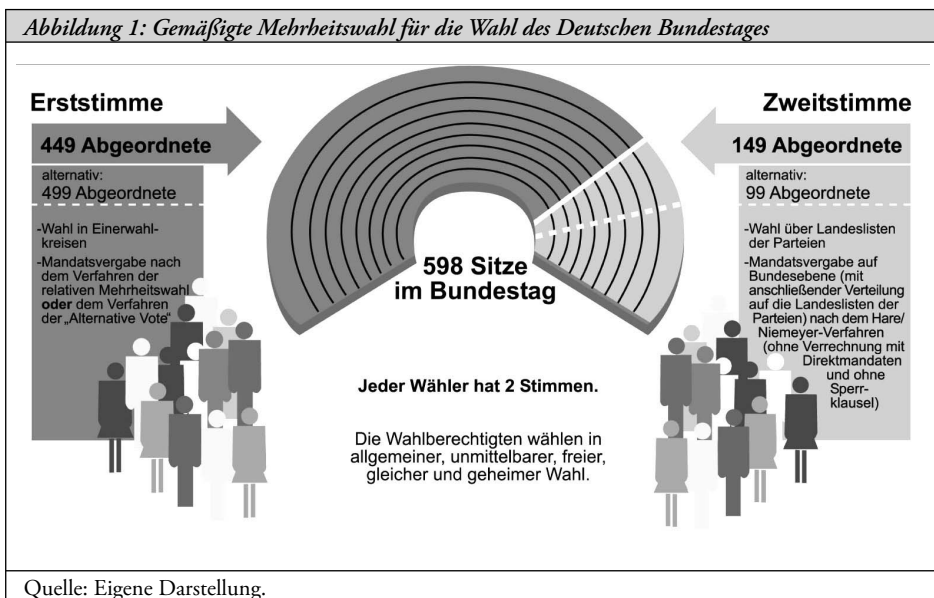 Abbildung 1: Gemäßigte Mehrheitswahl für die Wahl des Deutschen Bundestages
Erststimme
449 Abgeordnete
alternativ:
499 Abgeordnete
-Wahl in Einerwahl-
kreisen
-Mandatsvergabe nach
dem Verfahren der
relativen Mehrheitswahl
oder dem Verfahren
der „Alternative Vote"
598 Sitze
im Bundestag
Jeder Wähler hat 2 Stimmen.
Die Wahlberechtigten wählen in
allgemeiner, unmittelbarer, freier,
gleicher und geheimer Wahl.
Zweitstimme
149 Abgeordnete
alternativ:
99 Abgeordnete
-Wahl über Landeslisten
der Parteien
-Mandatsvergabe auf
Bundesebene (mit
anschließender Verteilung
auf die Landeslisten der
Parteien) nach dem Hare/
Niemeyer-Verfahren
(ohne Verrechnung mit
Direktmandaten
und ohne
Sperr-
klausel)
Quelle: Eigene Darstellung.